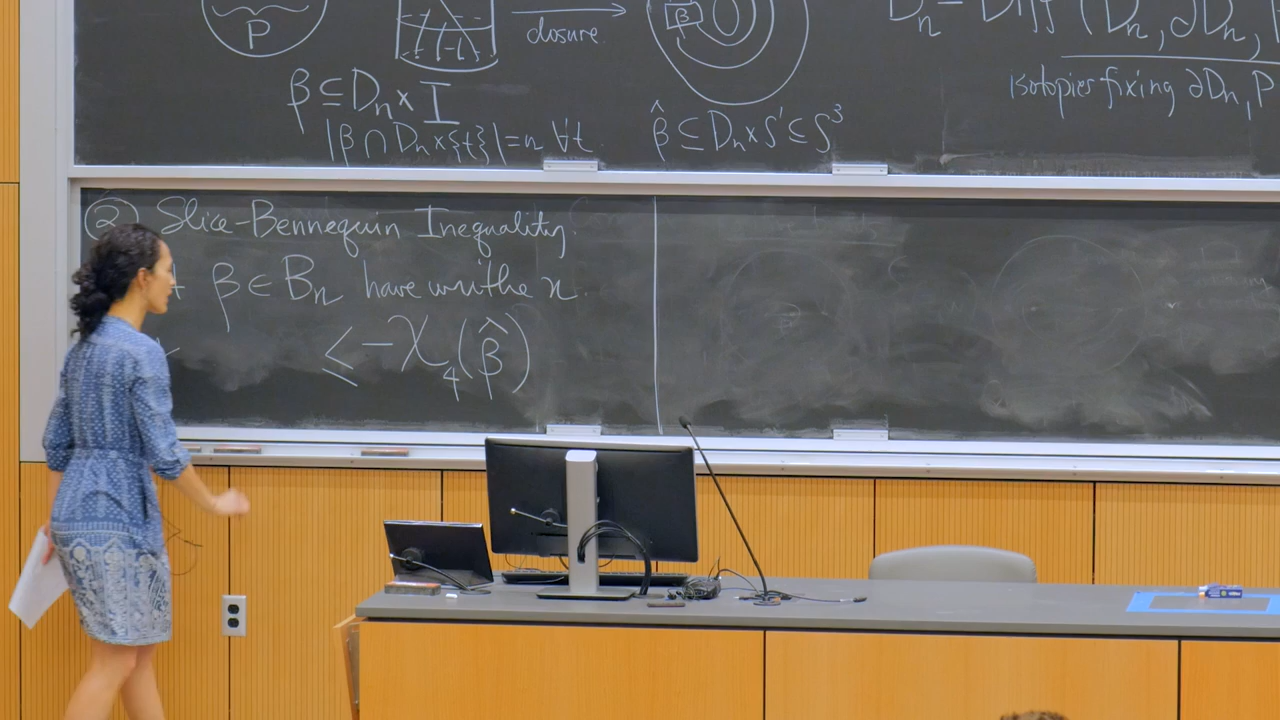 P
closure
β
D_n = Diff (D_n, ∂D_n,
isotopies fixing ∂D_n, P
β ⊆ D_n × I
|β ∩ D_n × {t}| = n ∀t
β̂ ⊆ D_n × S¹ ⊆ S³
② Slice-Bennequin Inequality.
β ∈ B_n have writhe n.
≤ -χ_4(β̂)